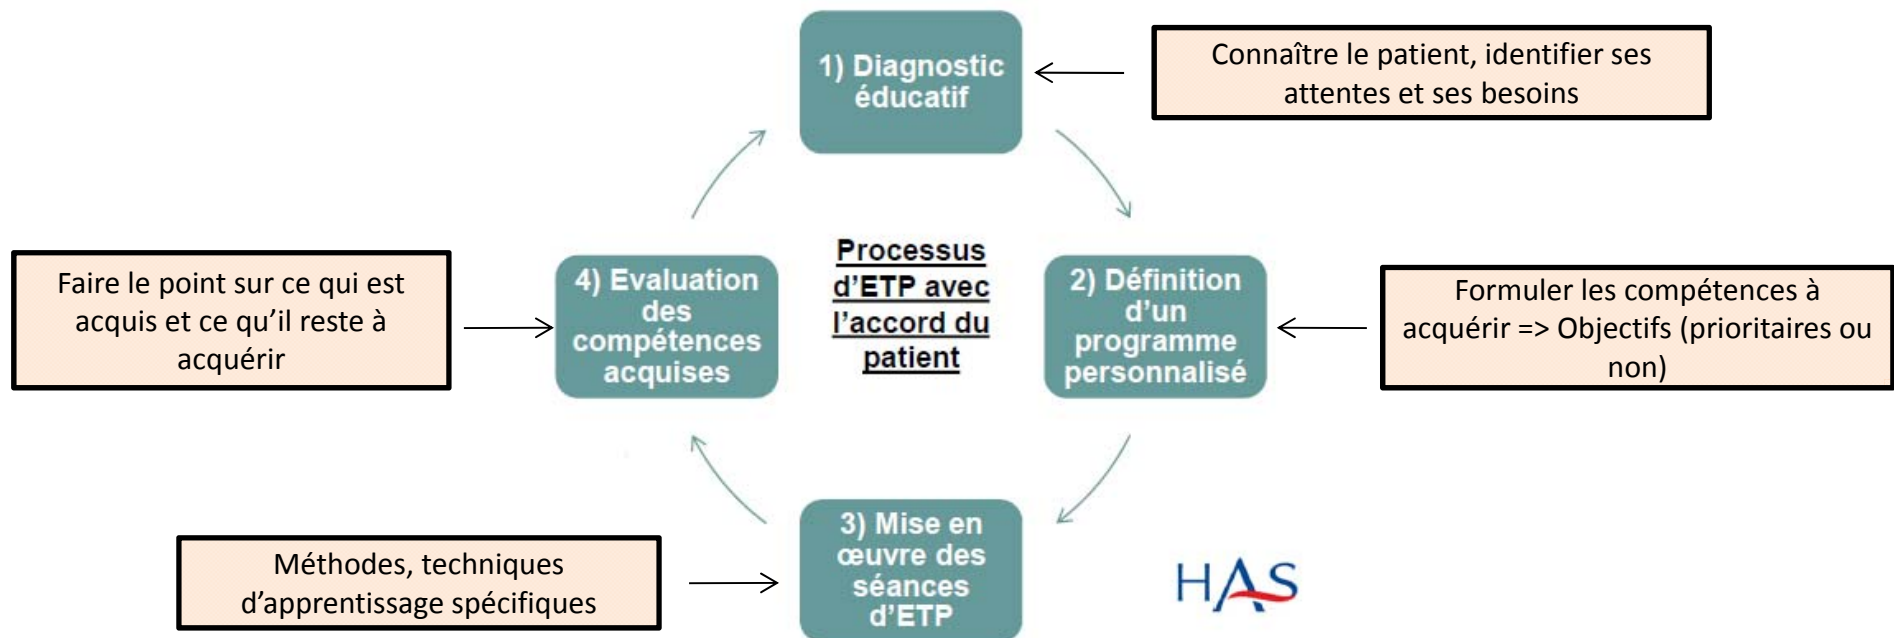 1) Diagnostic
éducatif
Connaître le patient, identifier ses
attentes et ses besoins
Processus
d’ETP avec
l’accord du
patient
2) Définition
d’un
programme
personnalisé
Formuler les compétences à
acquérir => Objectifs (prioritaires ou
non)
3) Mise en
œuvre des
séances
d’ETP
Méthodes, techniques
d’apprentissage spécifiques
4) Evaluation
des
compétences
acquises
Faire le point sur ce qui est
acquis et ce qu’il reste à
acquérir
HAS